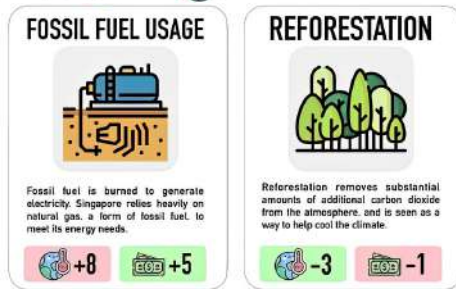 FOSSIL FUEL USAGE
Fossil fuel is burned to generate
electricity. Singapore relies heavily on
natural gas, a form of fossil fuel, to
meet its energy needs.
+8
+5
REFORESTATION
Reforestation removes substantial
amounts of additional carbon dioxide
from the atmosphere, and is seen as a
way to help cool the climate.
-3
-1